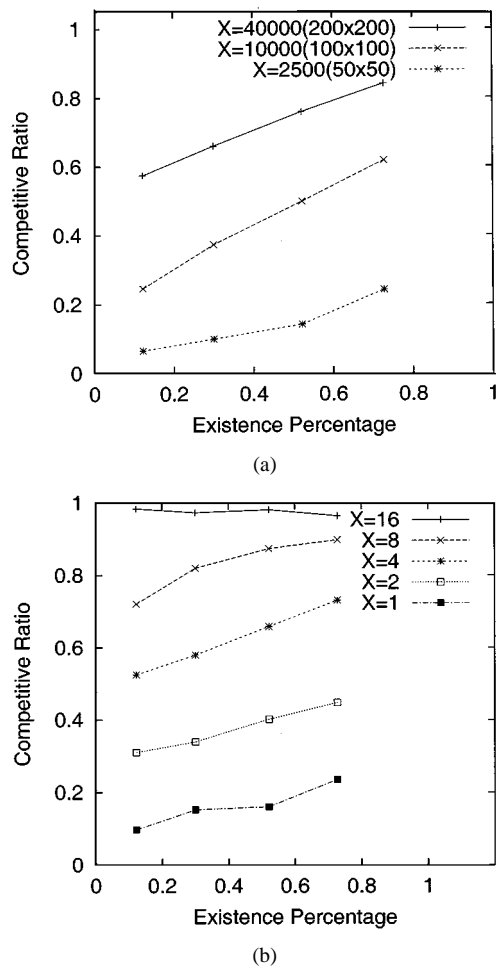 X=40000(200x200)
X=10000(100x100)
X=2500(50x50)
1
0.8
0.6
0.4
0.2
0
Competitive Ratio
0 0.2 0.4 0.6 0.8 1
Existence Percentage
(a)
X=16
X=8
X=4
X=2
X=1
1
0.8
0.6
0.4
0.2
0
Competitive Ratio
0 0.2 0.4 0.6 0.8 1
Existence Percentage
(b)